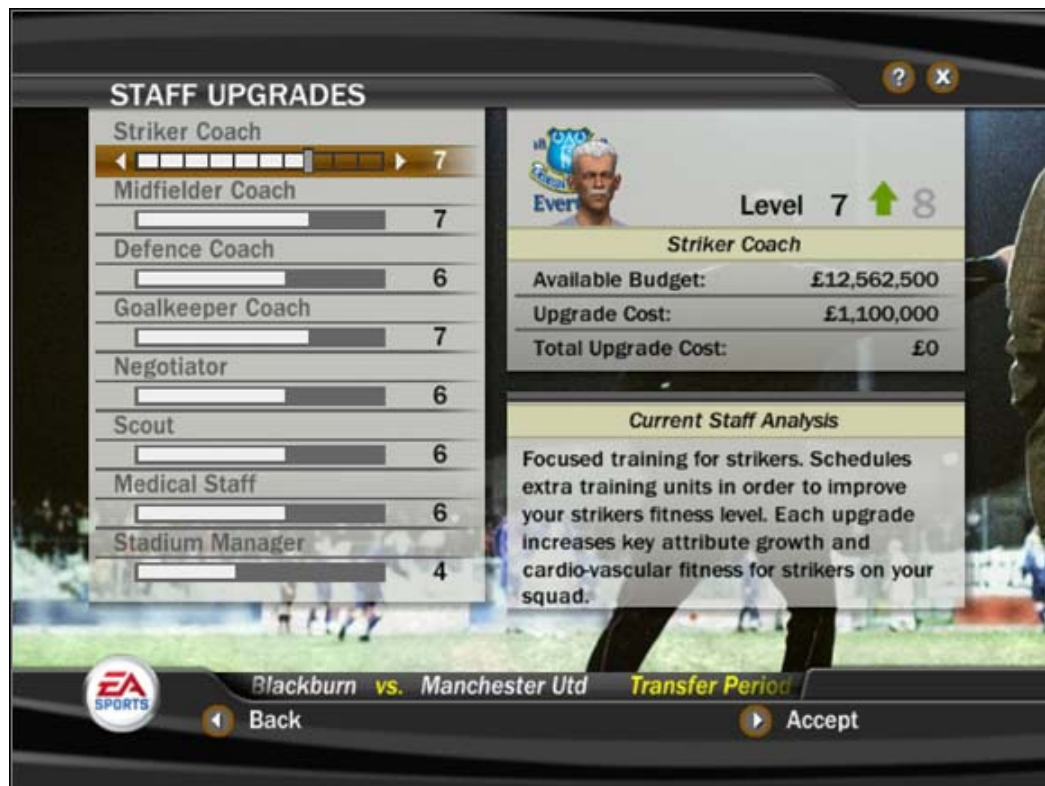 STAFF UPGRADES
? X
Striker Coach
7
Midfielder Coach
7
Defence Coach
6
Goalkeeper Coach
7
Negotiator
6
Scout
6
Medical Staff
6
Stadium Manager
4
Evert
Level 7 8
Striker Coach
Available Budget: £12,562,500
Upgrade Cost: £1,100,000
Total Upgrade Cost: £0
Current Staff Analysis
Focused training for strikers. Schedules
extra training units in order to improve
your strikers fitness level. Each upgrade
increases key attribute growth and
cardio-vascular fitness for strikers on your
squad.
Blackburn vs. Manchester Utd Transfer Period
EA
SPORTS
Back
Accept